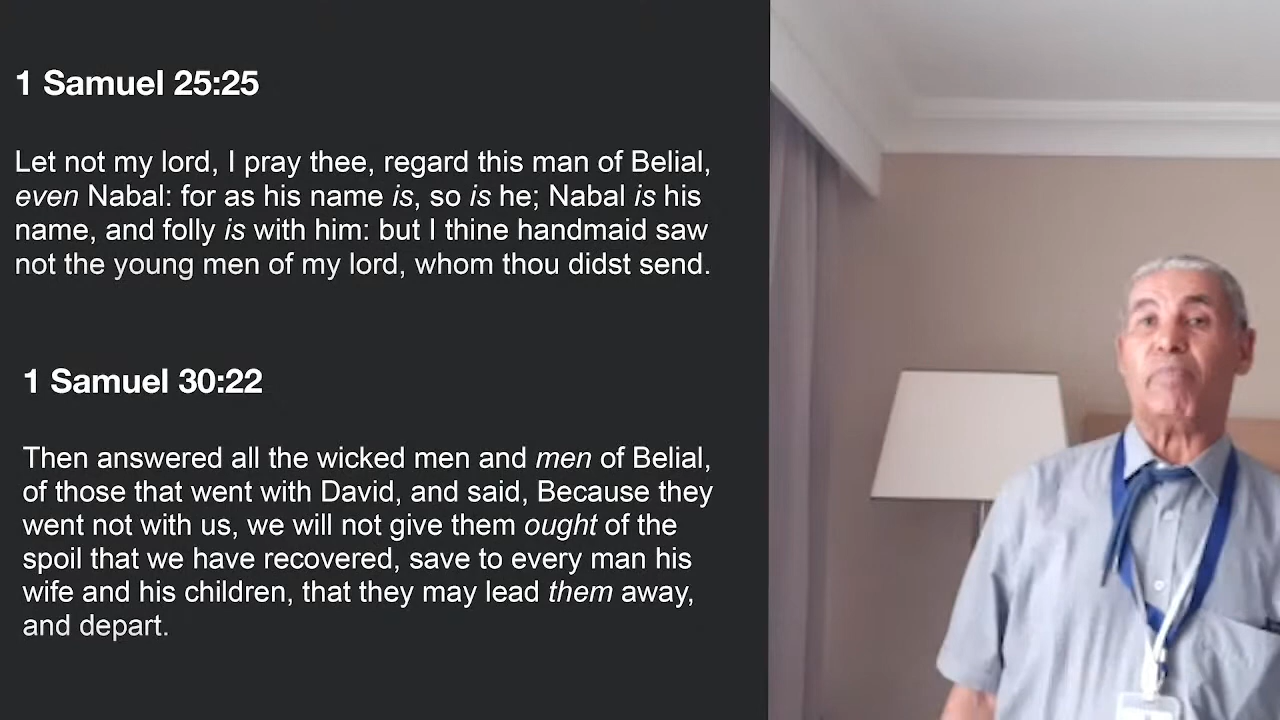 1 Samuel 25:25
Let not my lord, I pray thee, regard this man of Belial,
even Nabal: for as his name is, so is he; Nabal is his
name, and folly is with him: but I thine handmaid saw
not the young men of my lord, whom thou didst send.
1 Samuel 30:22
Then answered all the wicked men and men of Belial,
of those that went with David, and said, Because they
went not with us, we will not give them ought of the
spoil that we have recovered, save to every man his
wife and his children, that they may lead them away,
and depart.